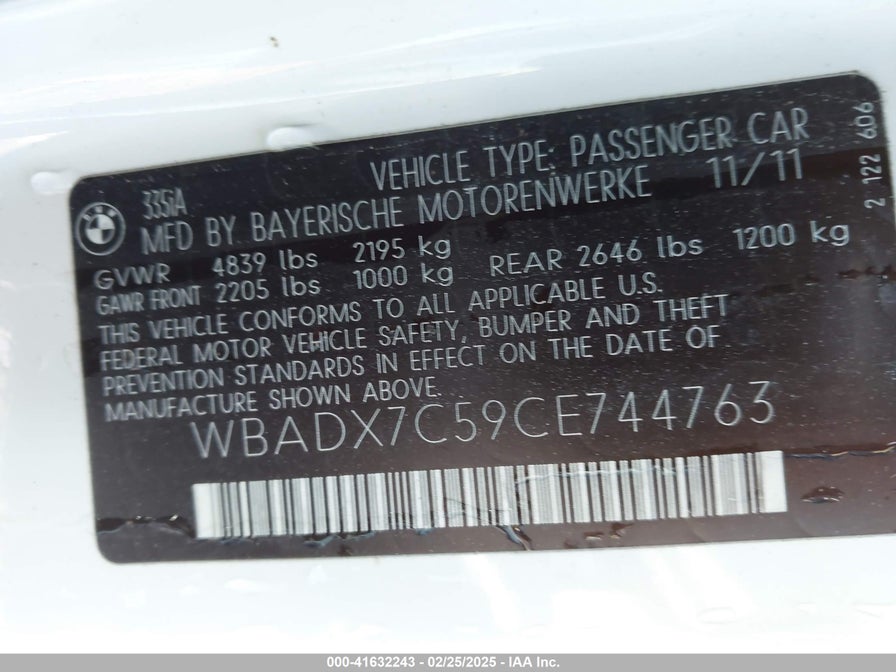 BMW
335iA
VEHICLE TYPE: PASSENGER CAR
MFD BY BAYERISCHE MOTORENWERKE 11/11
GVWR 4839 lbs 2195 kg
GAWR FRONT 2205 lbs 1000 kg REAR 2646 lbs 1200 kg
THIS VEHICLE CONFORMS TO ALL APPLICABLE U.S.
FEDERAL MOTOR VEHICLE SAFETY, BUMPER AND THEFT
PREVENTION STANDARDS IN EFFECT ON THE DATE OF
MANUFACTURE SHOWN ABOVE.
WBADX7C59CE744763
2 122 606
000-41632243 - 02/25/2025 - IAA Inc.